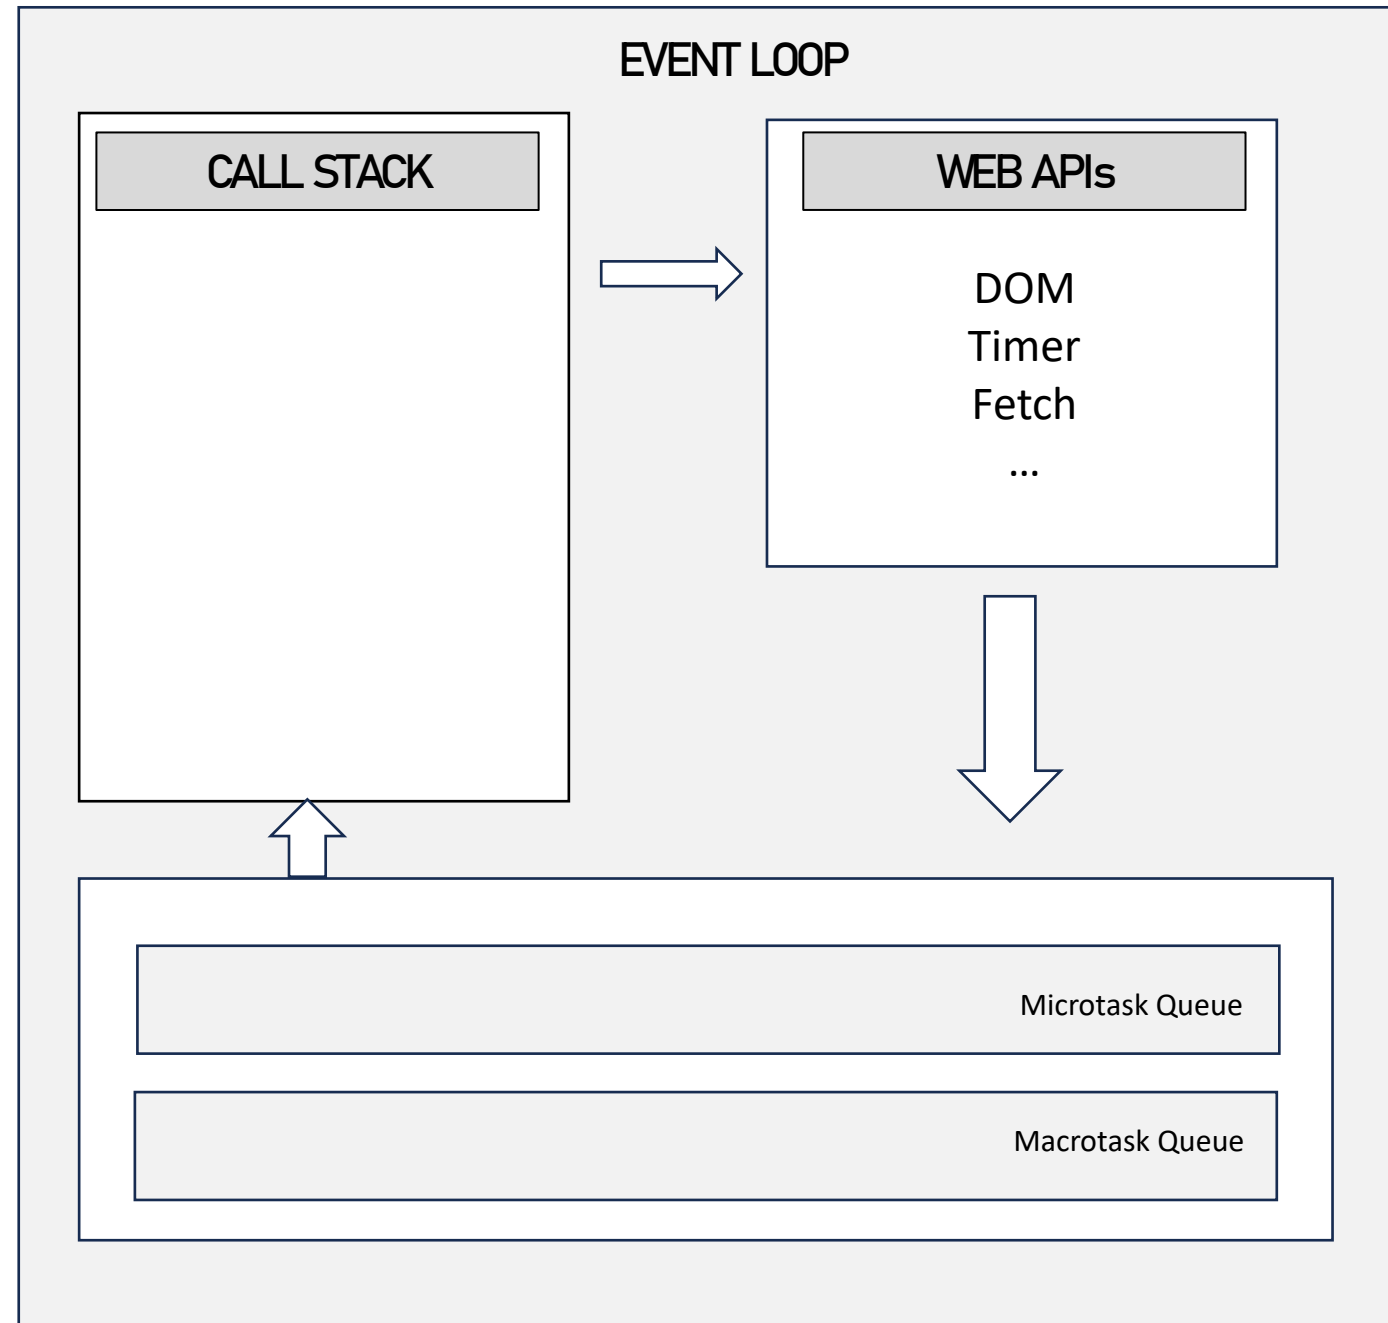 EVENT LOOP
CALL STACK
WEB APIs
DOM
Timer
Fetch
...
Microtask Queue
Macrotask Queue